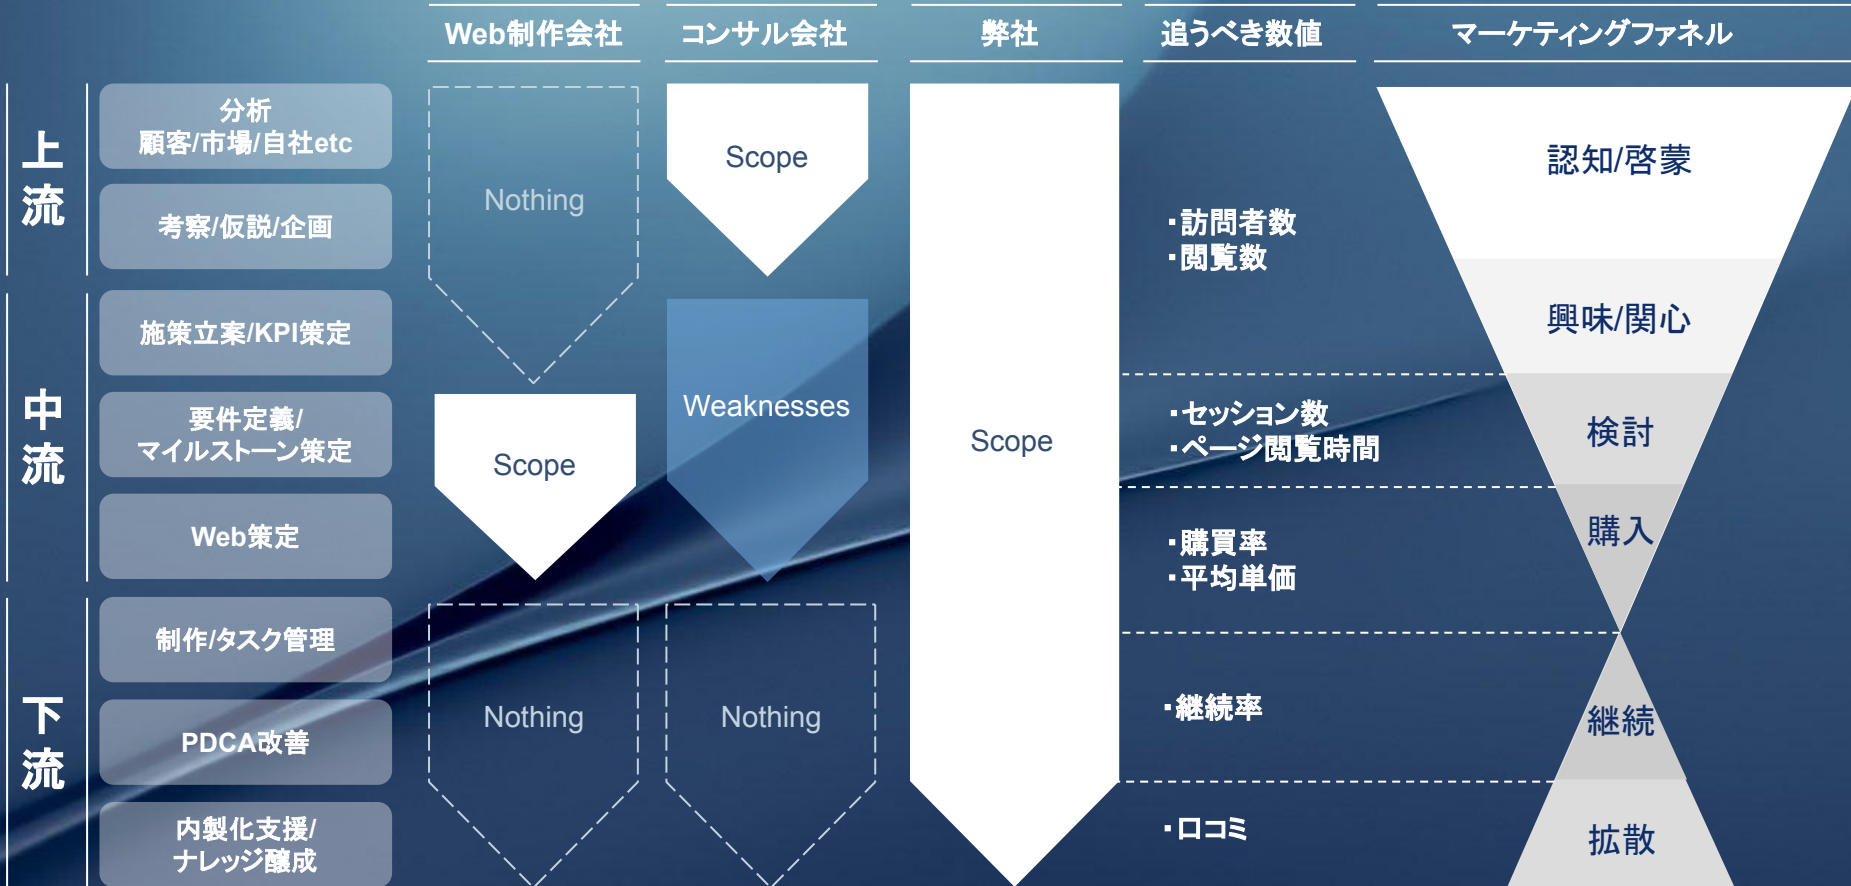 Web制作会社
コンサル会社
弊社
追うべき数値
マーケティングファネル
上流
分析
顧客/市場/自社etc
考察/仮説/企画
中流
施策立案/KPI策定
要件定義/
マイルストーン策定
Web策定
下流
制作/タスク管理
PDCA改善
内製化支援/
ナレッジ醸成
Nothing
Scope
Nothing
Scope
Weaknesses
Nothing
Scope
・訪問者数
・閲覧数
・セッション数
・ページ閲覧時間
・購買率
・平均単価
・継続率
・口コミ
認知/啓蒙
興味/関心
検討
購入
継続
拡散